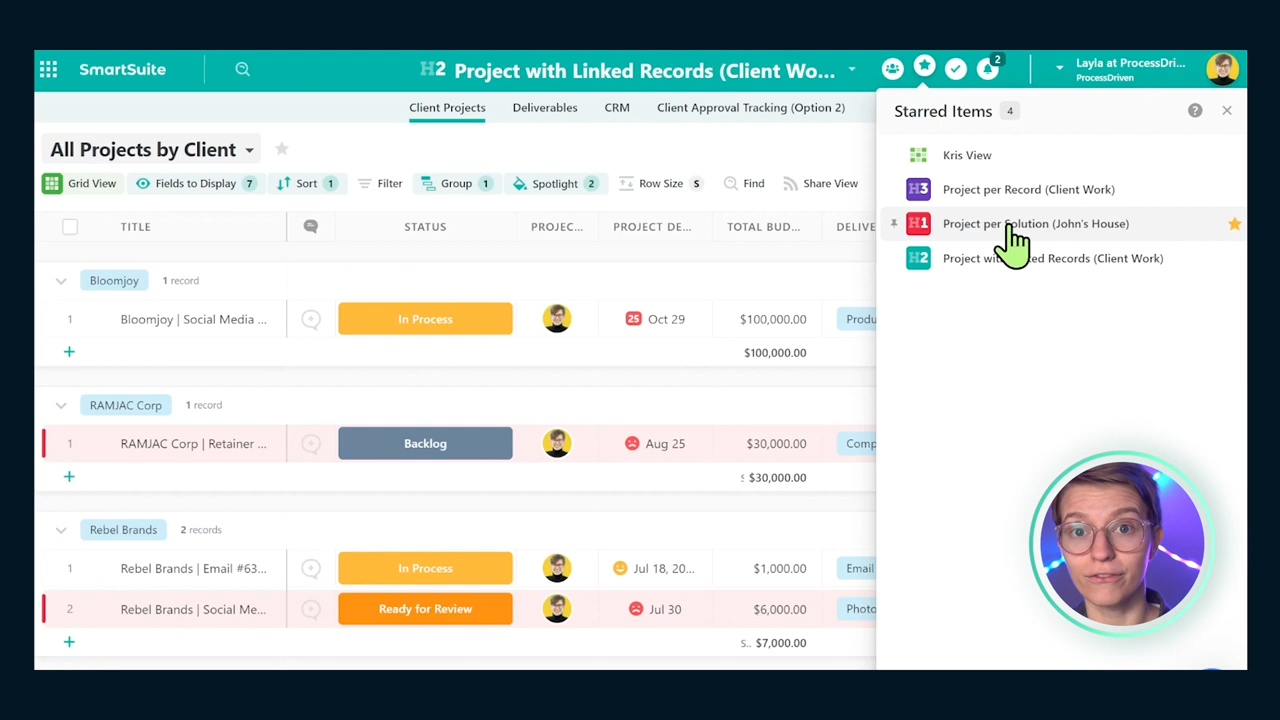 SmartSuite
H2 Project with Linked Records (Client Wo...
2
Layla at ProcessDri...
ProcessDriven
Client Projects Deliverables CRM Client Approval Tracking (Option 2)
All Projects by Client
Grid View Fields to Display 7 Sort 1 Filter Group 1 Spotlight 2 Row Size S Find Share View
TITLE STATUS PROJEC... PROJECT DE... TOTAL BUD... DELIVE
Bloomjoy 1 record
1 Bloomjoy | Social Media ... In Process 25 Oct 29 $100,000.00 Produ
+ $100,000.00
RAMJAC Corp 1 record
1 RAMJAC Corp | Retainer ... Backlog Aug 25 $30,000.00 Comp
+ $30,000.00
Rebel Brands 2 records
1 Rebel Brands | Email #63... In Process Jul 18, 20... $1,000.00 Email
2 Rebel Brands | Social Me... Ready for Review Jul 30 $6,000.00 Photo
+ S.. $7,000.00
Starred Items 4 ?
Kris View
H3 Project per Record (Client Work)
H1 Project per Solution (John's House)
H2 Project with Linked Records (Client Work)